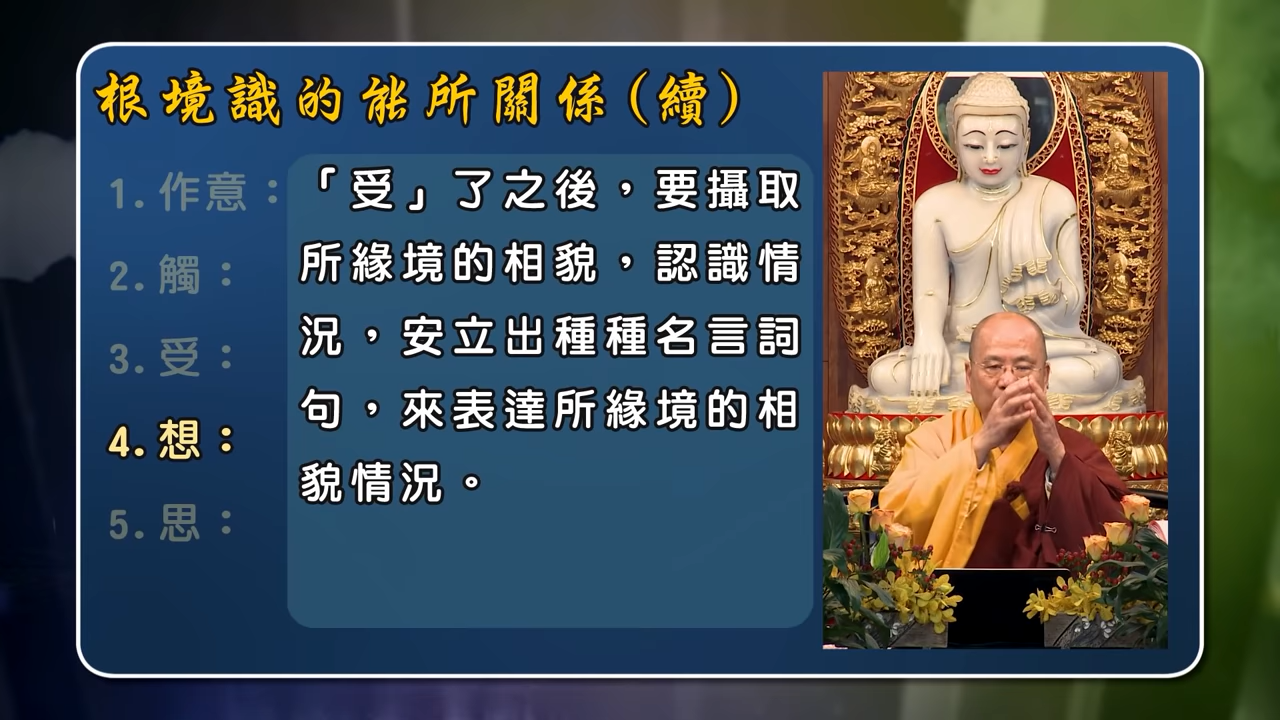 根境識的能所關係(續)
1.作意：
2.觸：
3.受：
4.想：
5.思：
「受」了之後，要攝取
所緣境的相貌，認識情
況，安立出種種名言詞
句，來表達所緣境的相
貌情況。